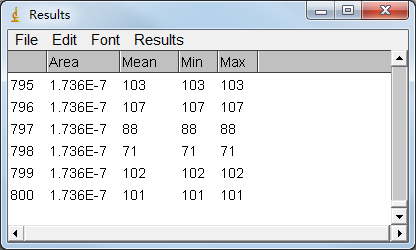 Results
File Edit Font Results
Area Mean Min Max
795 1.736E-7 103 103 103
796 1.736E-7 107 107 107
797 1.736E-7 88 88 88
798 1.736E-7 71 71 71
799 1.736E-7 102 102 102
800 1.736E-7 101 101 101